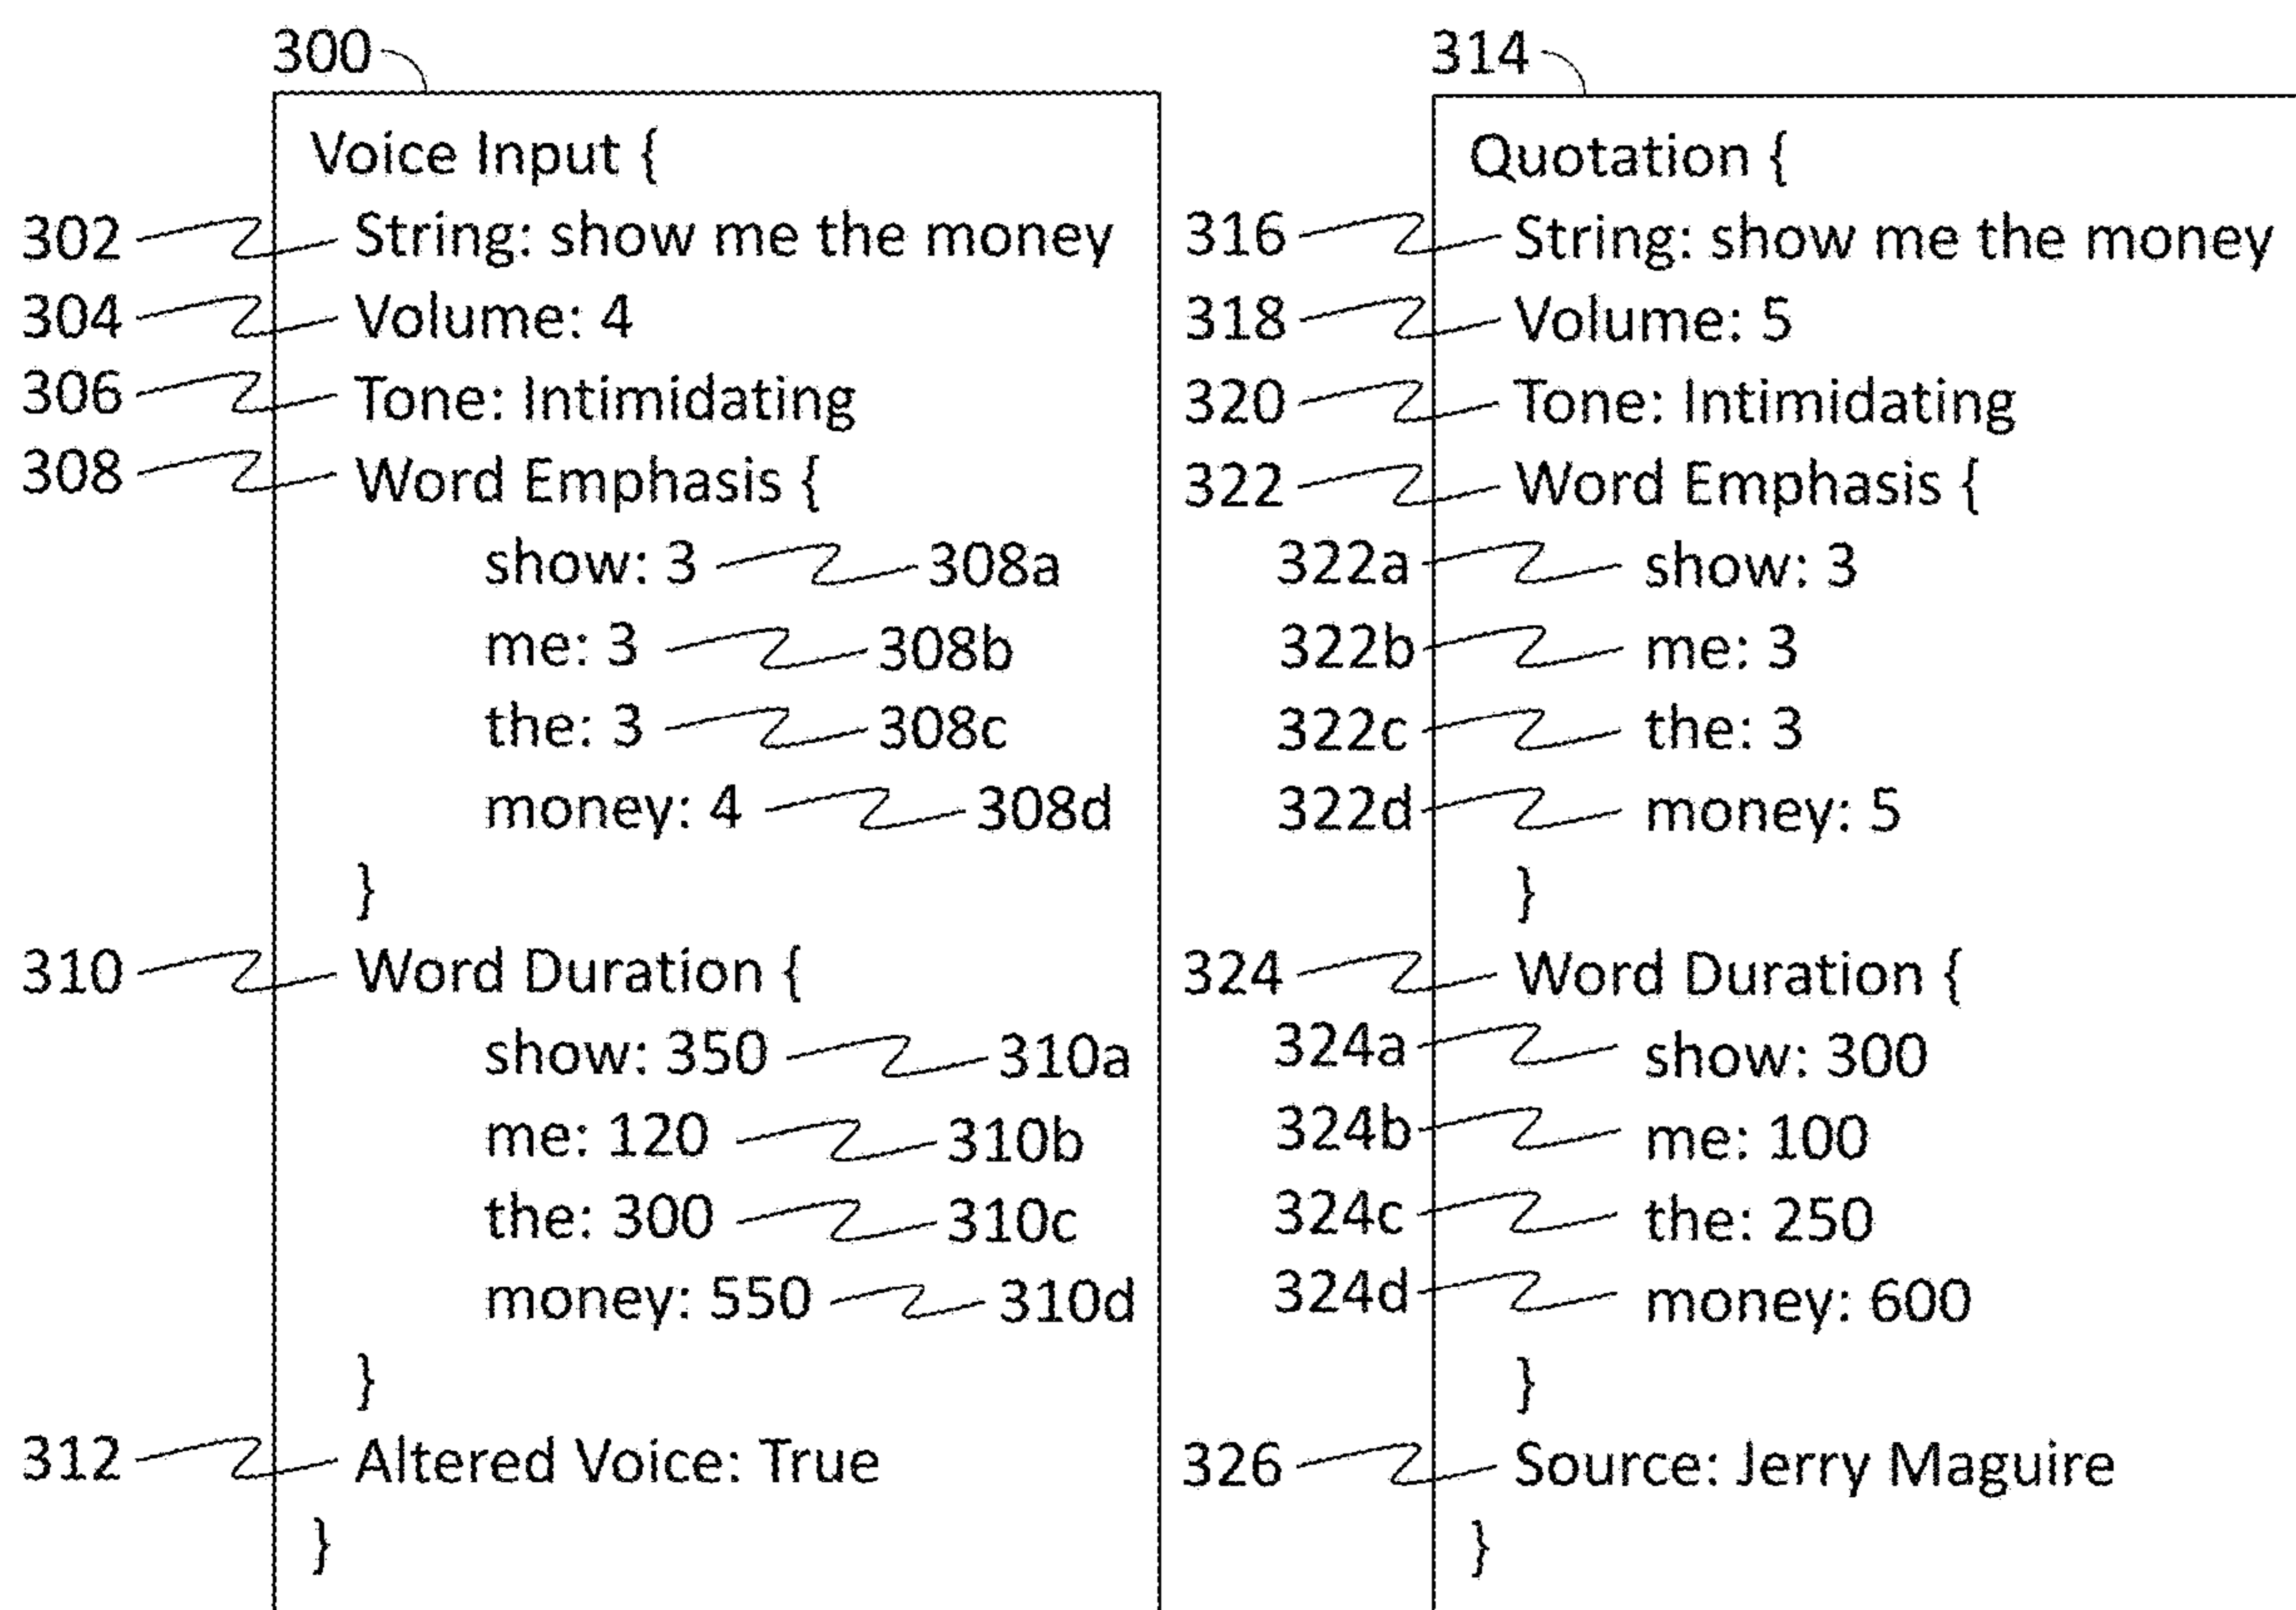 300
Voice Input {
302 String: show me the money
304 Volume: 4
306 Tone: Intimidating
308 Word Emphasis {
show: 3 308a
me: 3 308b
the: 3 308c
money: 4 308d
}
310 Word Duration {
show: 350 310a
me: 120 310b
the: 300 310c
money: 550 310d
}
312 Altered Voice: True
}
314
Quotation {
316 String: show me the money
318 Volume: 5
320 Tone: Intimidating
322 Word Emphasis {
322a show: 3
322b me: 3
322c the: 3
322d money: 5
}
324 Word Duration {
324a show: 300
324b me: 100
324c the: 250
324d money: 600
}
326 Source: Jerry Maguire
}